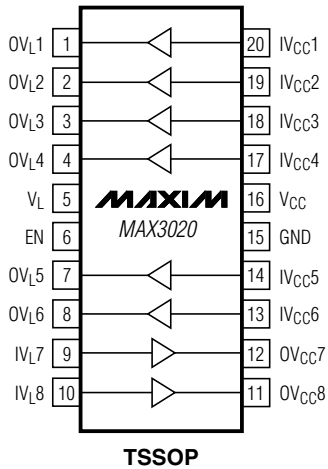 OVL1 1 20 IVCC1
OVL2 2 19 IVCC2
OVL3 3 18 IVCC3
OVL4 4 17 IVCC4
VL 5 MAXIM 16 VCC
EN 6 MAX3020 15 GND
OVL5 7 14 IVCC5
OVL6 8 13 IVCC6
IVL7 9 12 OVCC7
IVL8 10 11 OVCC8
TSSOP